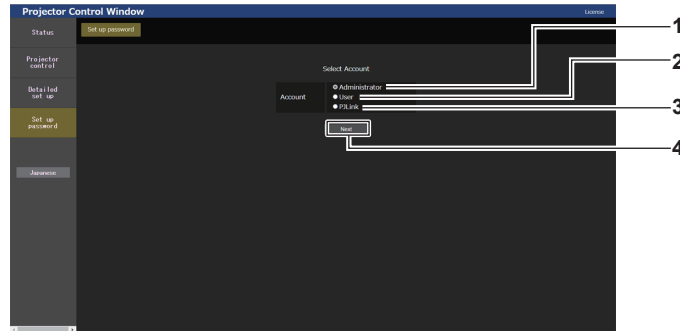 Projector Control Window
License
Status
Set up password
1
Projector
control
Select Account
2
Detailed
set up
Account
Administrator
User
PJLink
3
Set up
password
Next
4
Japanese